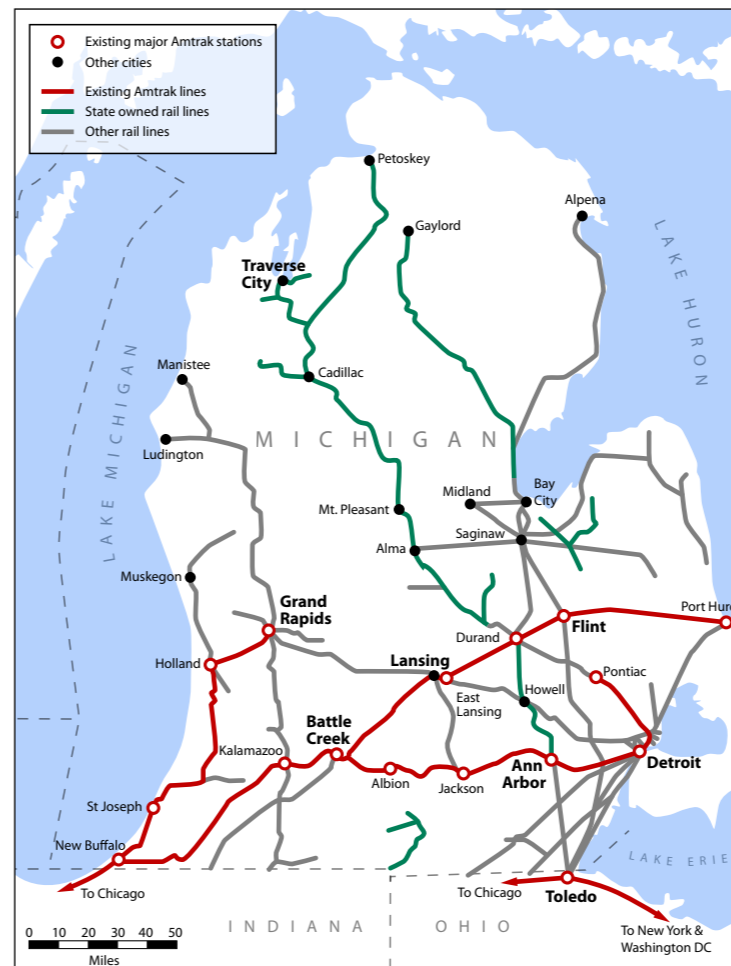 Existing major Amtrak stations
Other cities
Existing Amtrak lines
State owned rail lines
Other rail lines
Petoskey
Alpena
Gaylord
Traverse
City
LAKE HURON
Manistee
Cadillac
LAKE MICHIGAN
MICHIGAN
Ludington
Midland
Bay
City
Mt. Pleasant
Saginaw
Alma
Muskegon
Grand
Rapids
Flint
Port Huro
Durand
Holland
Lansing
Pontiac
East
Lansing
Howell
Battle
Creek
Kalamazoo
Ann
Arbor
Detroit
Albion
Jackson
St Joseph
New Buffalo
LAKE ERIE
To Chicago
To Chicago
Toledo
INDIANA
OHIO
To New York &
Washington DC
0 10 20 30 40 50
Miles